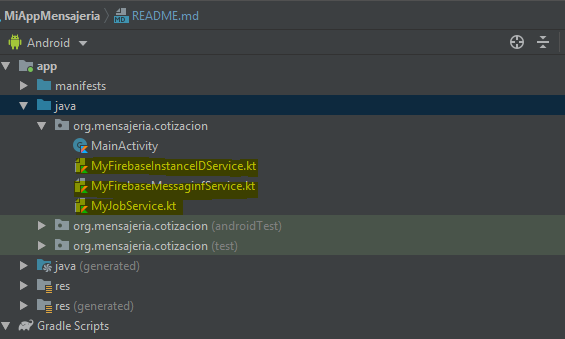 MiAppMensajeria README.md
Android
app
manifests
java
org.mensajeria.cotizacion
MainActivity
MyFirebaseInstanceIDService.kt
MyFirebaseMessaginfService.kt
MyJobService.kt
org.mensajeria.cotizacion (androidTest)
org.mensajeria.cotizacion (test)
java (generated)
res
res (generated)
Gradle Scripts